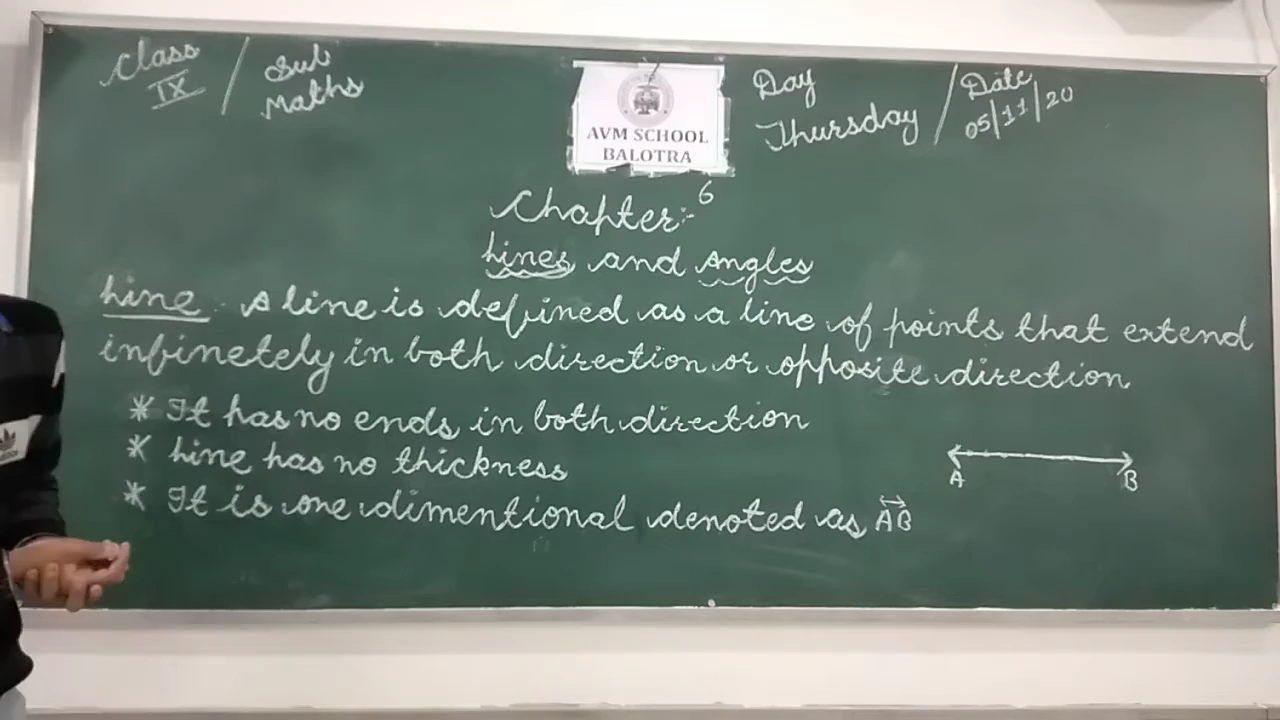 Class
IX
/ Sub
Maths
AVM SCHOOL
BALOTRA
Day
Thursday
/ Date
05/11/20
Chapter:- 6
Lines and Angles
Line A line is defined as a line of points that extend
infinetely in both direction or opposite direction
* It has no ends in both direction
* Line has no thickness
* It is one dimentional denoted as AB
A B